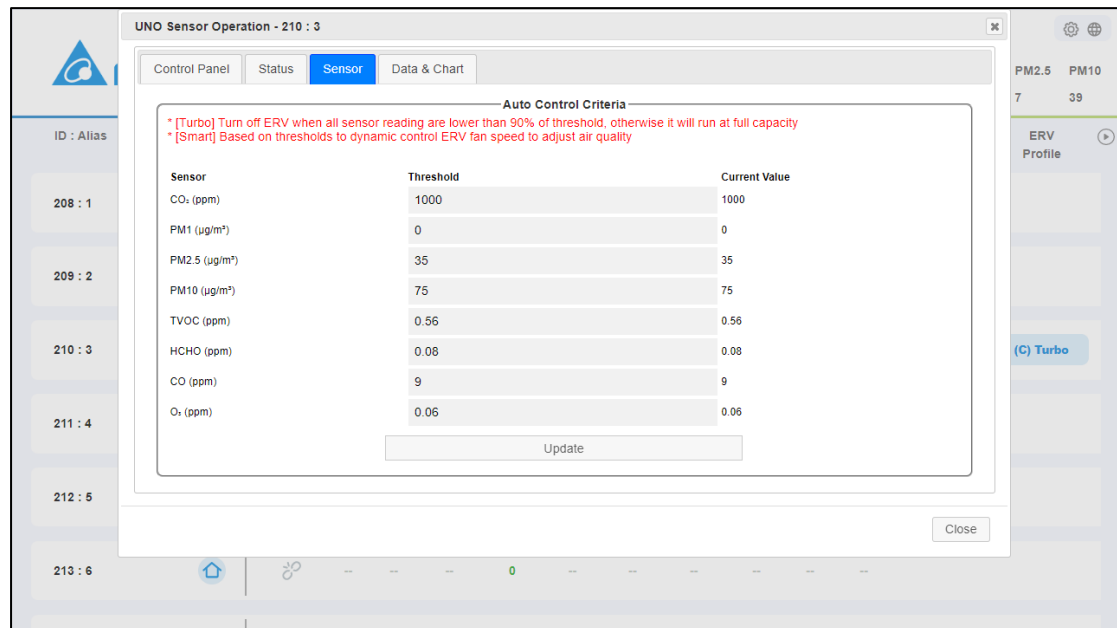 UNO Sensor Operation - 210 : 3
Control Panel Status Sensor Data & Chart
PM2.5 PM10
7 39
Auto Control Criteria
* [Turbo] Turn off ERV when all sensor reading are lower than 90% of threshold, otherwise it will run at full capacity
* [Smart] Based on thresholds to dynamic control ERV fan speed to adjust air quality
ID : Alias
ERV
Profile
Sensor Threshold Current Value
CO₂ (ppm) 1000 1000
208 : 1
PM1 (µg/m³) 0 0
PM2.5 (µg/m³) 35 35
209 : 2
PM10 (µg/m³) 75 75
TVOC (ppm) 0.56 0.56
210 : 3
HCHO (ppm) 0.08 0.08
(C) Turbo
CO (ppm) 9 9
O₃ (ppm) 0.06 0.06
211 : 4
Update
212 : 5
Close
213 : 6 -- -- -- 0 -- -- -- -- -- --